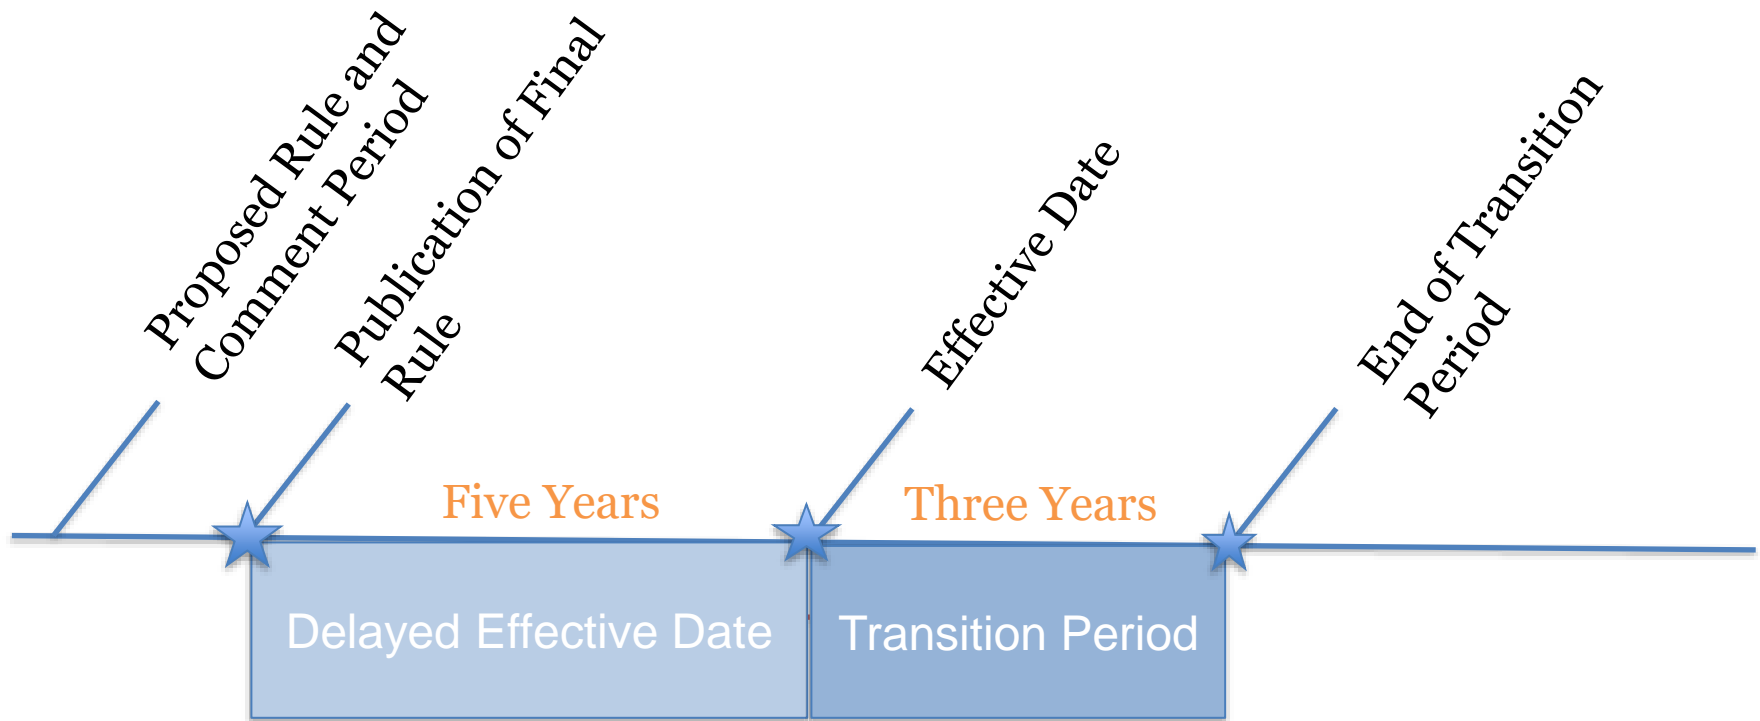 Proposed Rule and
Comment Period
Publication of Final
Rule
Effective Date
End of Transition
Period
Five Years
Three Years
Delayed Effective Date
Transition Period